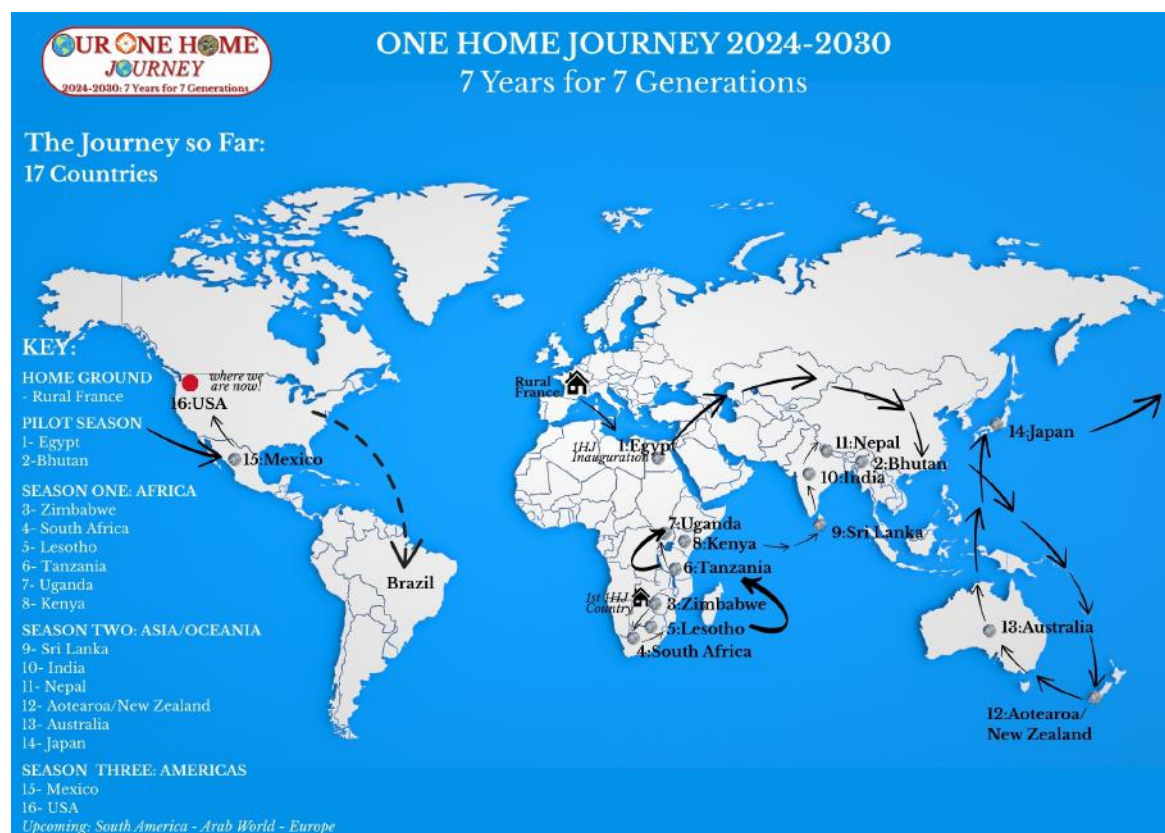 OUR ONE HOME
JOURNEY
2024-2030: 7 Years for 7 Generations
ONE HOME JOURNEY 2024-2030
7 Years for 7 Generations
The Journey so Far:
17 Countries
KEY:
HOME GROUND
- Rural France
PILOT SEASON
1- Egypt
2-Bhutan
SEASON ONE: AFRICA
3- Zimbabwe
4- South Africa
5- Lesotho
6- Tanzania
7- Uganda
8- Kenya
SEASON TWO: ASIA/OCEANIA
9- Sri Lanka
10- India
11- Nepal
12- Aotearoa/New Zealand
13- Australia
14- Japan
SEASON THREE: AMERICAS
15- Mexico
16- USA
Upcoming: South America - Arab World - Europe
where we
are now!
16:USA
15:Mexico
Brazil
Rural
France
1HJ
Inauguration
1:Egypt
7:Uganda
8:Kenya
6:Tanzania
1st 1HJ
Country
3:Zimbabwe
5:Lesotho
4:South Africa
11:Nepal
2:Bhutan
10:India
9:Sri Lanka
14:Japan
13:Australia
12:Aotearoa/
New Zealand